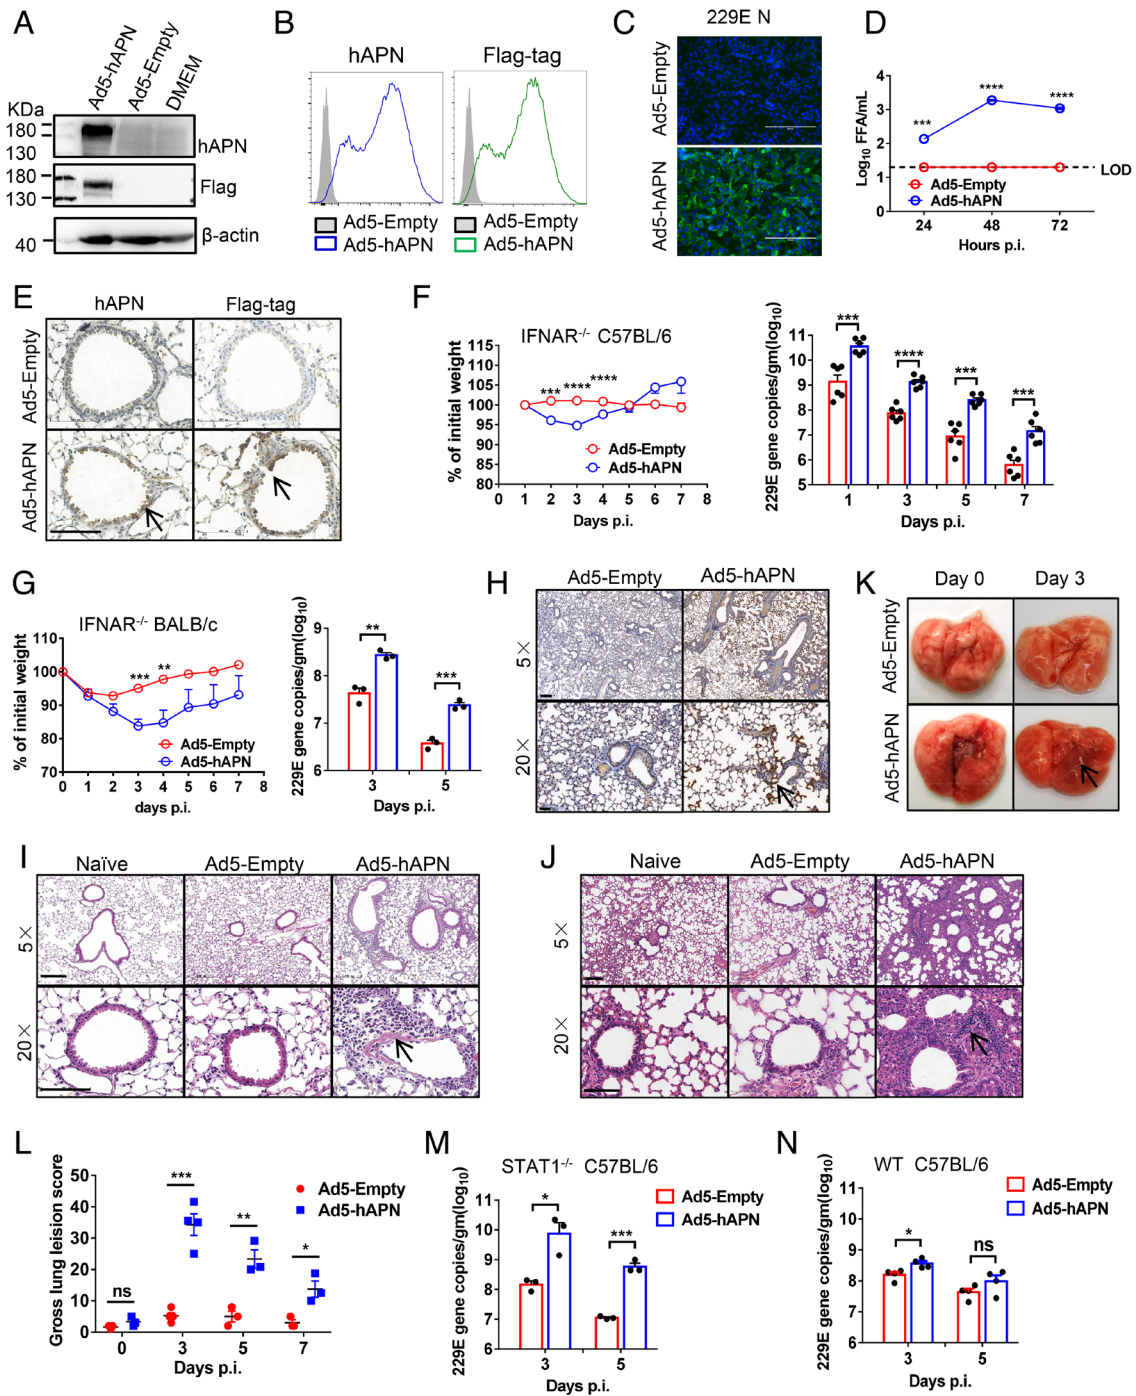 A
Ad5-hAPN
Ad5-Empty
DMEM
KDa
180
130
hAPN
180
130
Flag
40
β-actin
B
hAPN
Flag-tag
Ad5-Empty
Ad5-hAPN
Ad5-Empty
Ad5-hAPN
C
229E N
Ad5-Empty
Ad5-hAPN
D
Log10 FFA/mL
4
3
2
1
0
***
****
****
LOD
Ad5-Empty
Ad5-hAPN
24
48
72
Hours p.i.
E
hAPN
Flag-tag
Ad5-Empty
Ad5-hAPN
F
IFNAR-/- C57BL/6
% of initial weight
115
110
105
100
95
90
85
80
***
****
****
Ad5-Empty
Ad5-hAPN
0 1 2 3 4 5 6 7 8
Days p.i.
229E gene copies/gm(log10)
11
10
9
8
7
6
5
***
****
***
***
1 3 5 7
Days p.i.
G
IFNAR-/- BALB/c
% of initial weight
110
100
90
80
70
***
**
Ad5-Empty
Ad5-hAPN
0 1 2 3 4 5 6 7 8
days p.i.
229E gene copies/gm(log10)
9
8
7
6
**
***
3 5
Days p.i.
H
Ad5-Empty
Ad5-hAPN
5×
20×
K
Day 0
Day 3
Ad5-Empty
Ad5-hAPN
I
Naïve
Ad5-Empty
Ad5-hAPN
5×
20×
J
Naive
Ad5-Empty
Ad5-hAPN
5×
20×
L
Gross lung leision score
50
40
30
20
10
0
ns
***
**
*
Ad5-Empty
Ad5-hAPN
0 3 5 7
Days p.i.
M
STAT1-/- C57BL/6
229E gene copies/gm(log10)
11
10
9
8
7
6
*
***
Ad5-Empty
Ad5-hAPN
3 5
Days p.i.
N
WT C57BL/6
229E gene copies/gm(log10)
11
10
9
8
7
6
*
ns
Ad5-Empty
Ad5-hAPN
3 5
Days p.i.